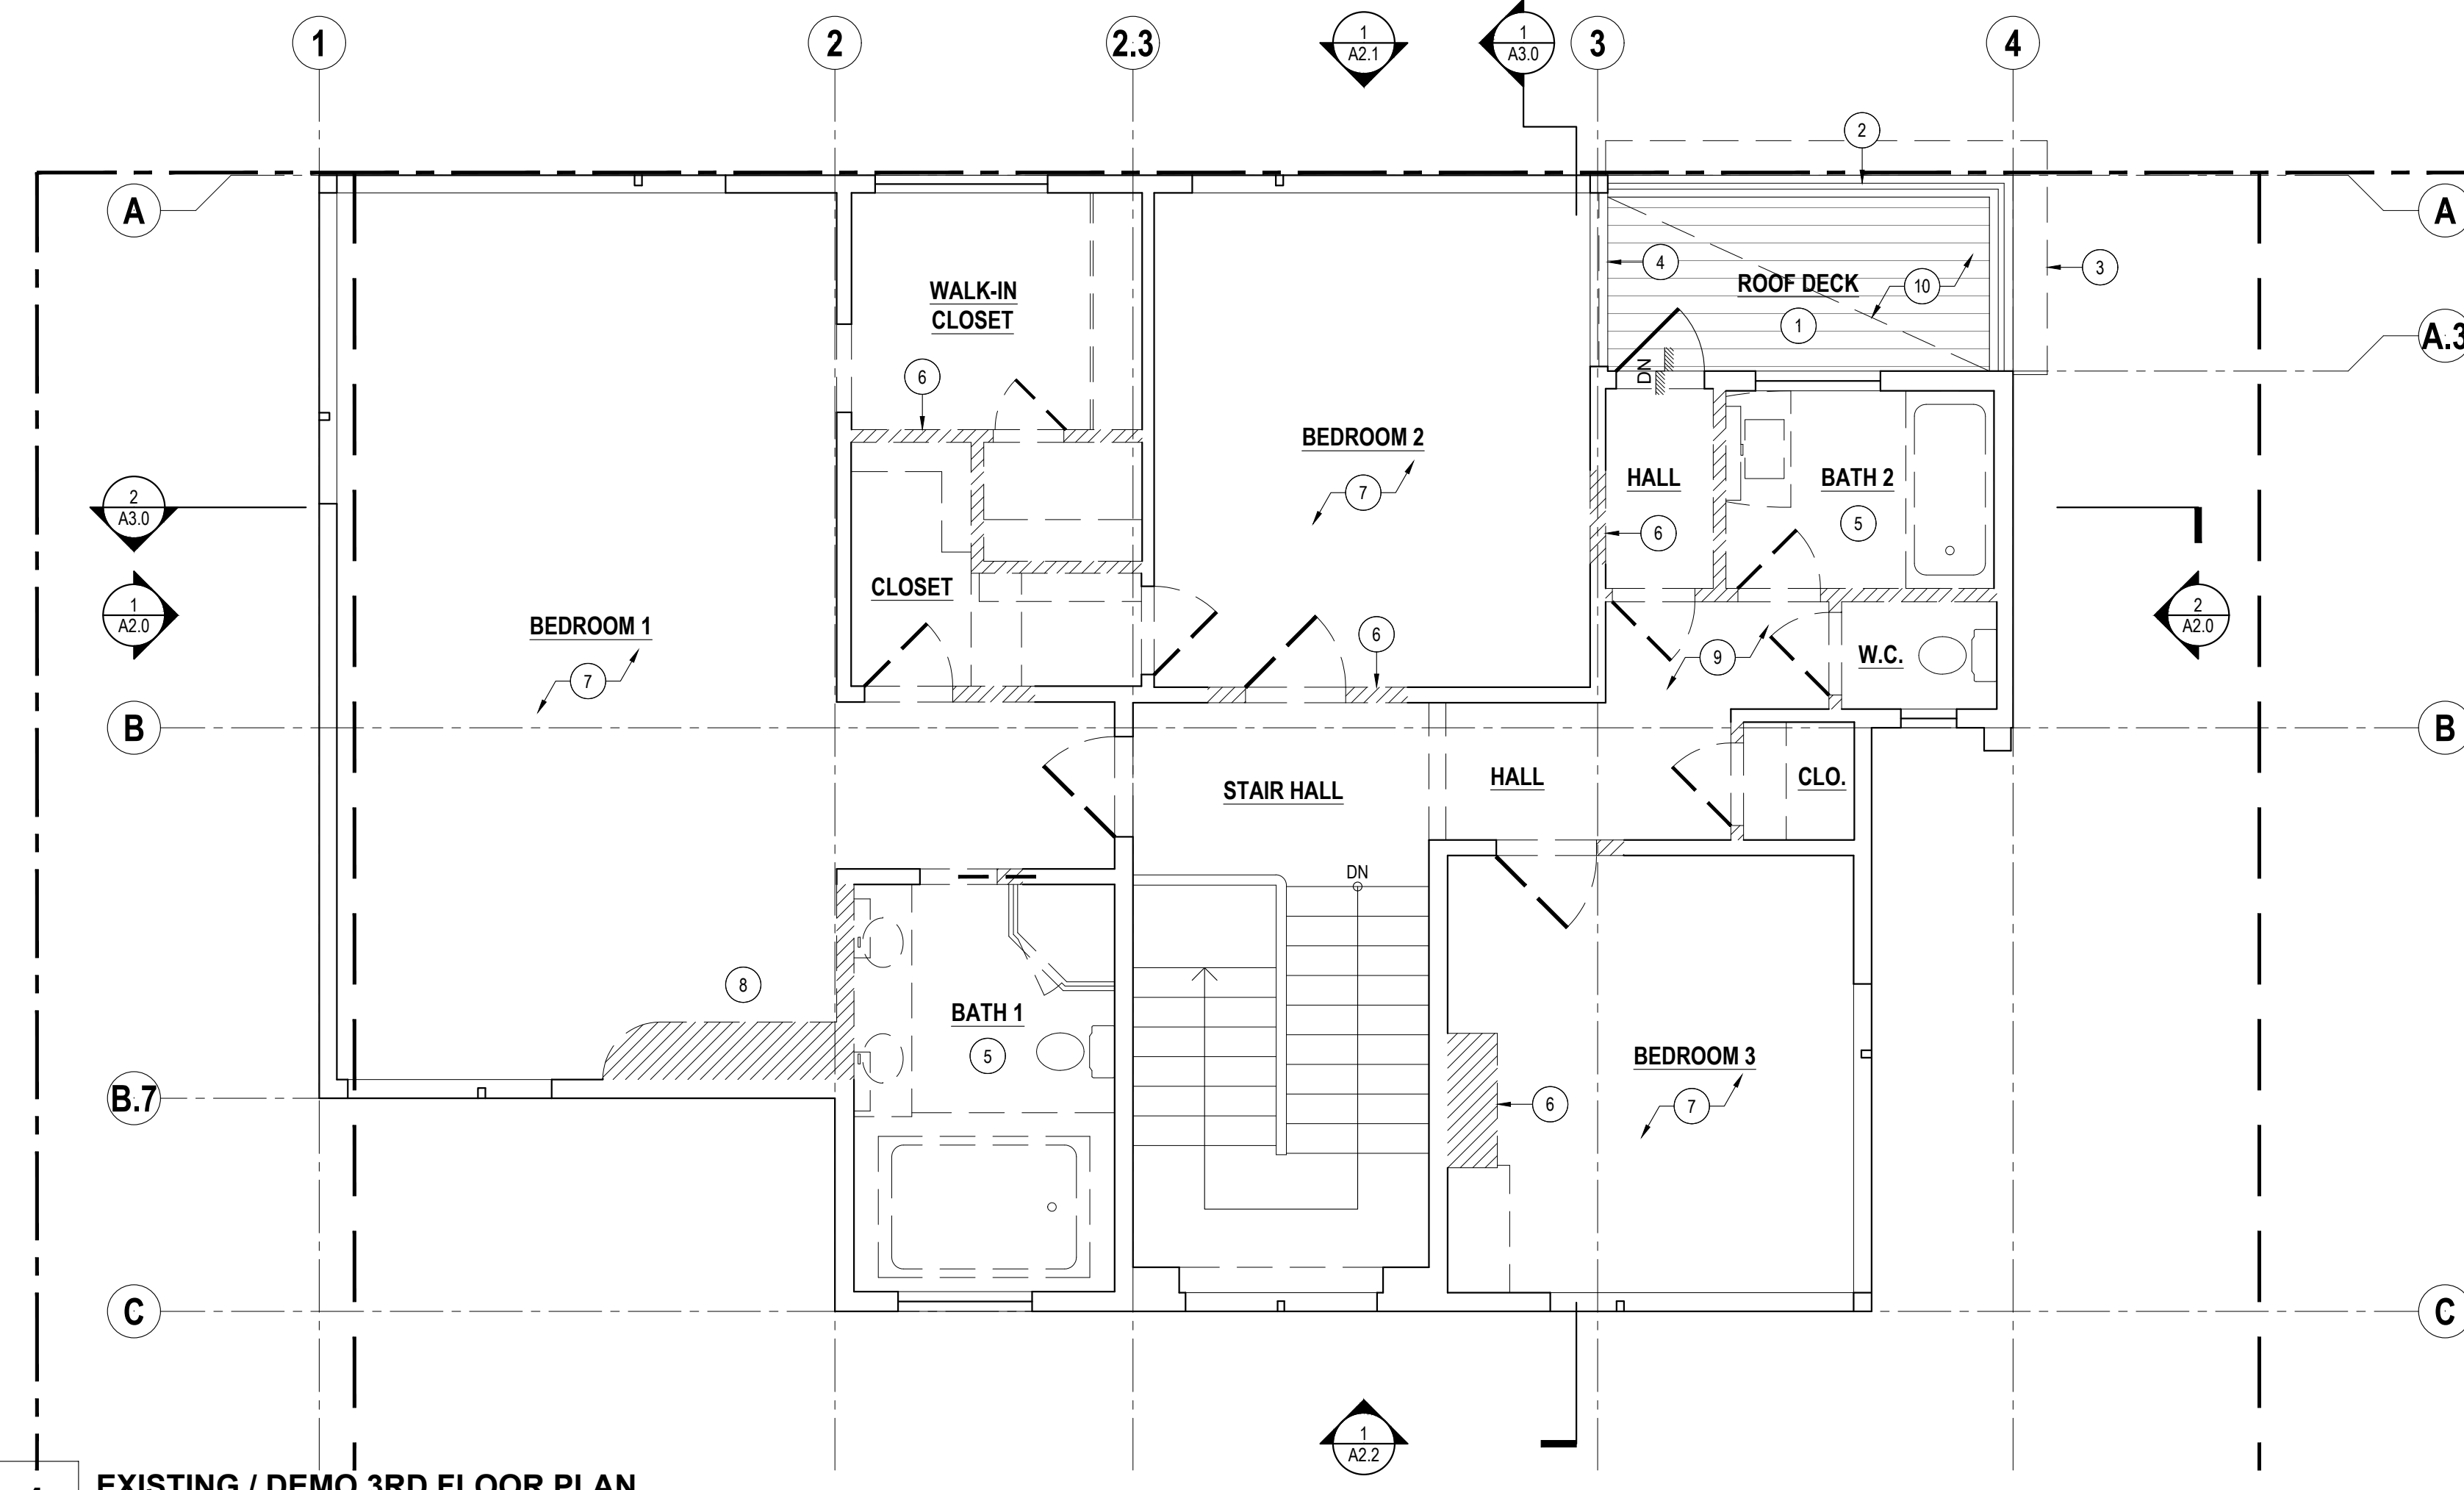 1
2
2.3
1
A2.1
1
A3.0
3
4
2
A
A
3
4
ROOF DECK
10
WALK-IN
CLOSET
1
A.3
DN
6
BEDROOM 2
HALL
BATH 2
7
2
A3.0
6
5
CLOSET
1
A2.0
2
A2.0
BEDROOM 1
6
9
W.C.
7
B
B
STAIR HALL
HALL
CLO.
DN
8
BATH 1
5
BEDROOM 3
B.7
6
7
C
C
1
A2.2
EXISTING / DEMO 3RD FLOOR PLAN